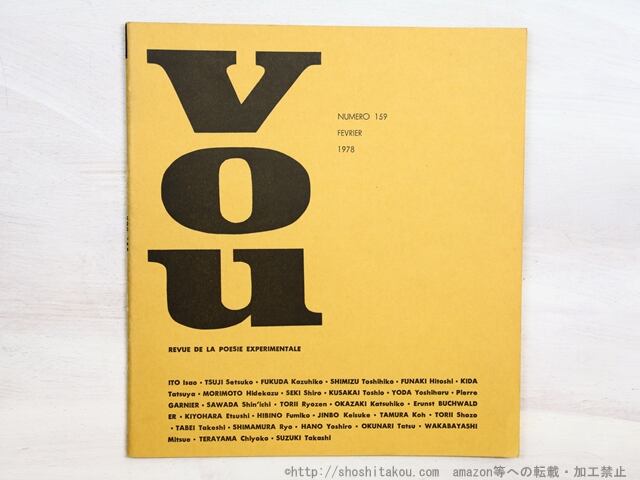 vou
NUMERO 159
FEVRIER
1978
REVUE DE LA POESIE EXPERIMENTALE
ITO Isao • TSUJI Setsuko • FUKUDA Kazuhiko • SHIMIZU Toshihiko • FUNAKI Hitoshi • KIDA
Tatsuya • MORIMOTO Hidekazu • SEKI Shiro • KUSAKAI Toshio • YODA Yoshiharu • Pierre
GARNIER • SAWADA Shin'ichi • TORII Ryozen • OKAZAKI Katsuhiko • Erunst BUCHWALD
ER • KIYOHARA Etsushi • HIBINO Fumiko • JINBO Keisuke • TAMURA Koh • TORII Shozo
• TABEI Takeshi • SHIMAMURA Ryo • HANO Yoshiro • OKUNARI Tatsu • WAKABAYASHI
Mitsue • TERAYAMA Chiyoko • SUZUKI Takashi
©http://shoshitakou.com amazon等への転載・加工禁止